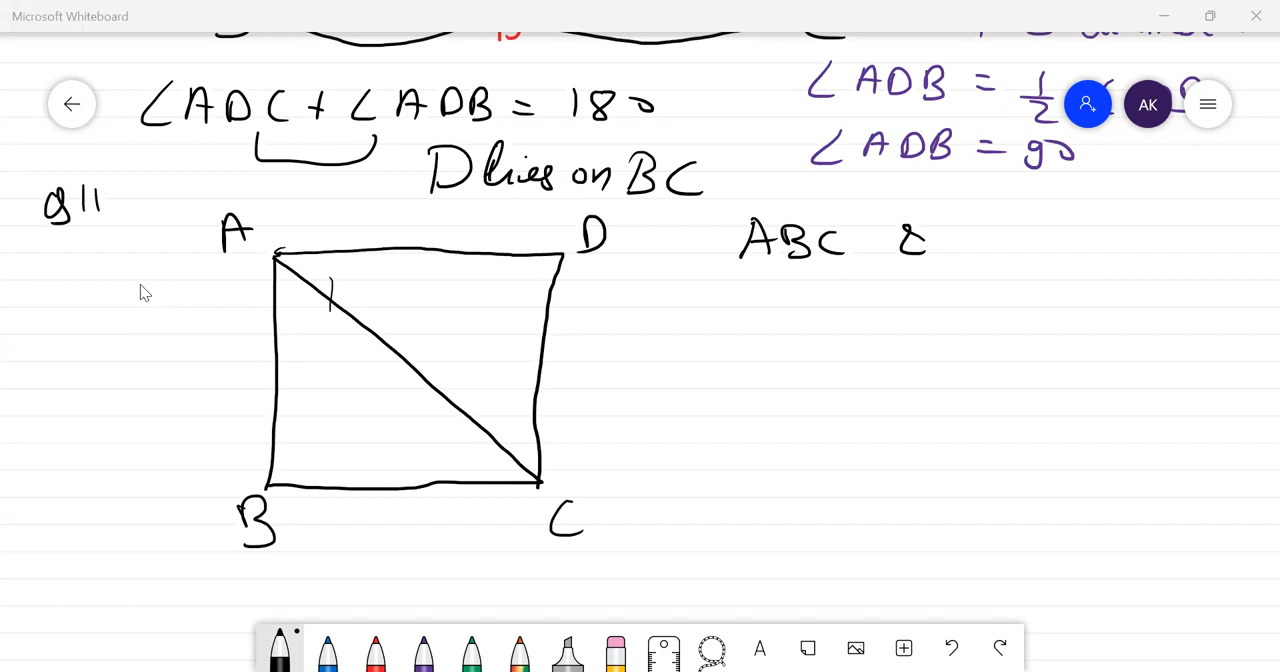 Microsoft Whiteboard
∠ADC + ∠ADB = 180
D lies on BC
∠ADB = 1/2
∠ADB = 90
AK
Q11
A D
ABC &
B C
A